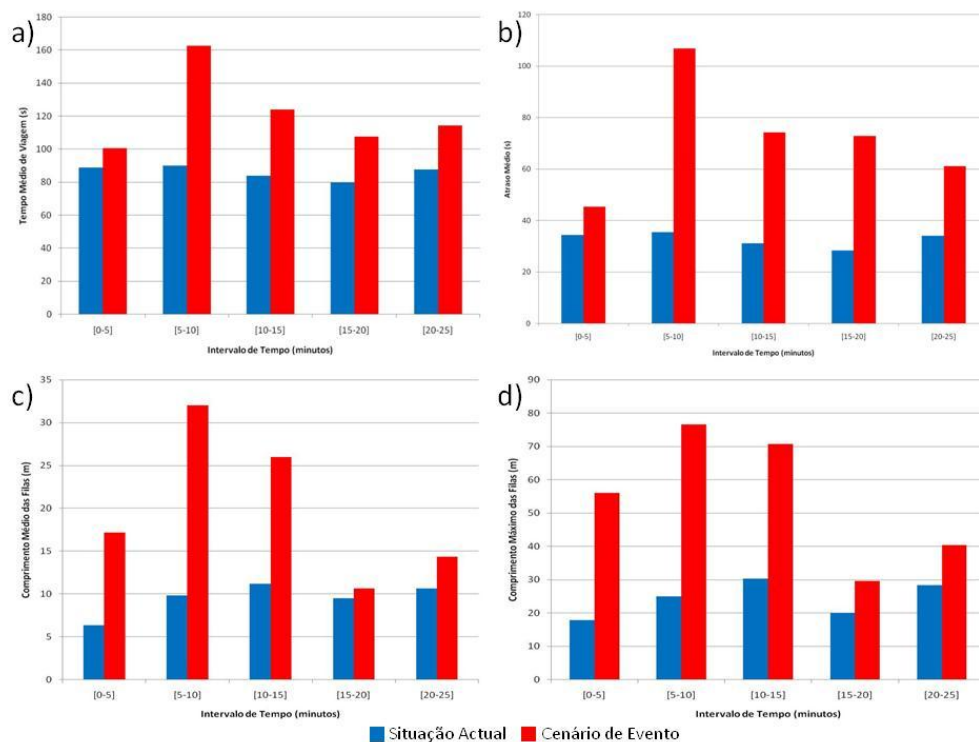 a)
Tempo Médio de Viagem (s)
180
160
140
120
100
80
60
40
20
0
[0-5] [5-10] [10-15] [15-20] [20-25]
Intervalo de Tempo (minutos)
b)
Atraso Médio (s)
120
100
80
60
40
20
0
[0-5] [5-10] [10-15] [15-20] [20-25]
Intervalo de Tempo (minutos)
c)
Comprimento Médio das Filas (m)
35
30
25
20
15
10
5
0
[0-5] [5-10] [10-15] [15-20] [20-25]
Intervalo de Tempo (minutos)
d)
Comprimento Máximo das Filas (m)
90
80
70
60
50
40
30
20
10
0
[0-5] [5-10] [10-15] [15-20] [20-25]
Intervalo de Tempo (minutos)
Situação Actual Cenário de Evento